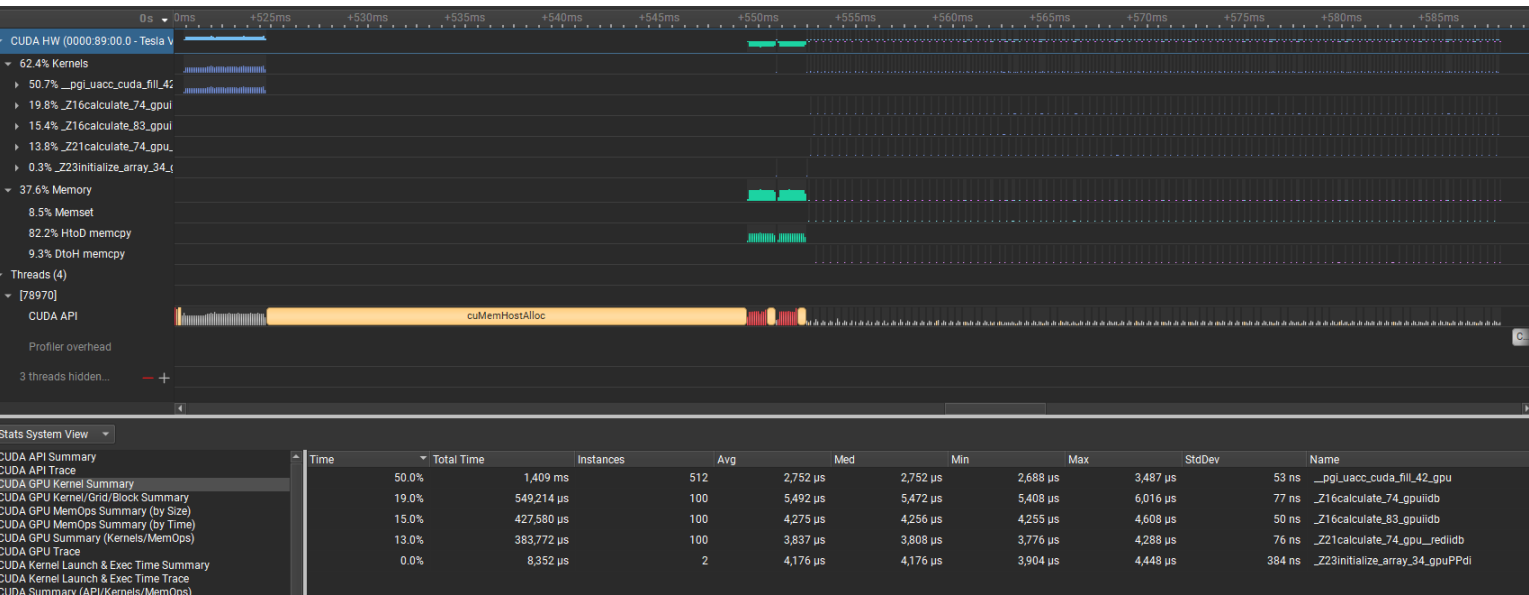 0s 0ms +525ms +530ms +535ms +540ms +545ms +550ms +555ms +560ms +565ms +570ms +575ms +580ms +585ms
CUDA HW (0000:89:00.0 - Tesla V
62.4% Kernels
50.7% __pgi_uacc_cuda_fill_42
19.8% _Z16calculate_74_gpui
15.4% _Z16calculate_83_gpui
13.8% _Z21calculate_74_gpu_
0.3% _Z23initialize_array_34_g
37.6% Memory
8.5% Memset
82.2% HtoD memcpy
9.3% DtoH memcpy
Threads (4)
[78970]
CUDA API cuMemHostAlloc
Profiler overhead C...
3 threads hidden... — +
Stats System View
CUDA API Summary
CUDA API Trace
CUDA GPU Kernel Summary
CUDA GPU Kernel/Grid/Block Summary
CUDA GPU MemOps Summary (by Size)
CUDA GPU MemOps Summary (by Time)
CUDA GPU Summary (Kernels/MemOps)
CUDA GPU Trace
CUDA Kernel Launch & Exec Time Summary
CUDA Kernel Launch & Exec Time Trace
CUDA Summary (API/Kernels/MemOps)
Time Total Time Instances Avg Med Min Max StdDev Name
50.0% 1,409 ms 512 2,752 μs 2,752 μs 2,688 μs 3,487 μs 53 ns __pgi_uacc_cuda_fill_42_gpu
19.0% 549,214 μs 100 5,492 μs 5,472 μs 5,408 μs 6,016 μs 77 ns _Z16calculate_74_gpuiidb
15.0% 427,580 μs 100 4,275 μs 4,256 μs 4,255 μs 4,608 μs 50 ns _Z16calculate_83_gpuiidb
13.0% 383,772 μs 100 3,837 μs 3,808 μs 3,776 μs 4,288 μs 76 ns _Z21calculate_74_gpu__rediidb
0.0% 8,352 μs 2 4,176 μs 4,176 μs 3,904 μs 4,448 μs 384 ns _Z23initialize_array_34_gpuPPdi